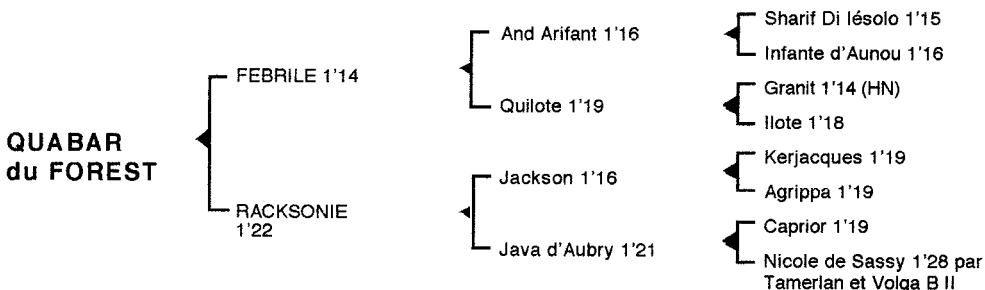 QUABAR
du FOREST
FEBRILE 1'14
RACKSONIE
1'22
And Arifant 1'16
Quilote 1'19
Jackson 1'16
Java d'Aubry 1'21
Sharif Di Iésolo 1'15
Infante d'Aunou 1'16
Granit 1'14 (HN)
Ilote 1'18
Kerjacques 1'19
Agrippa 1'19
Caprior 1'19
Nicole de Sassy 1'28 par
Tamerlan et Volga B II